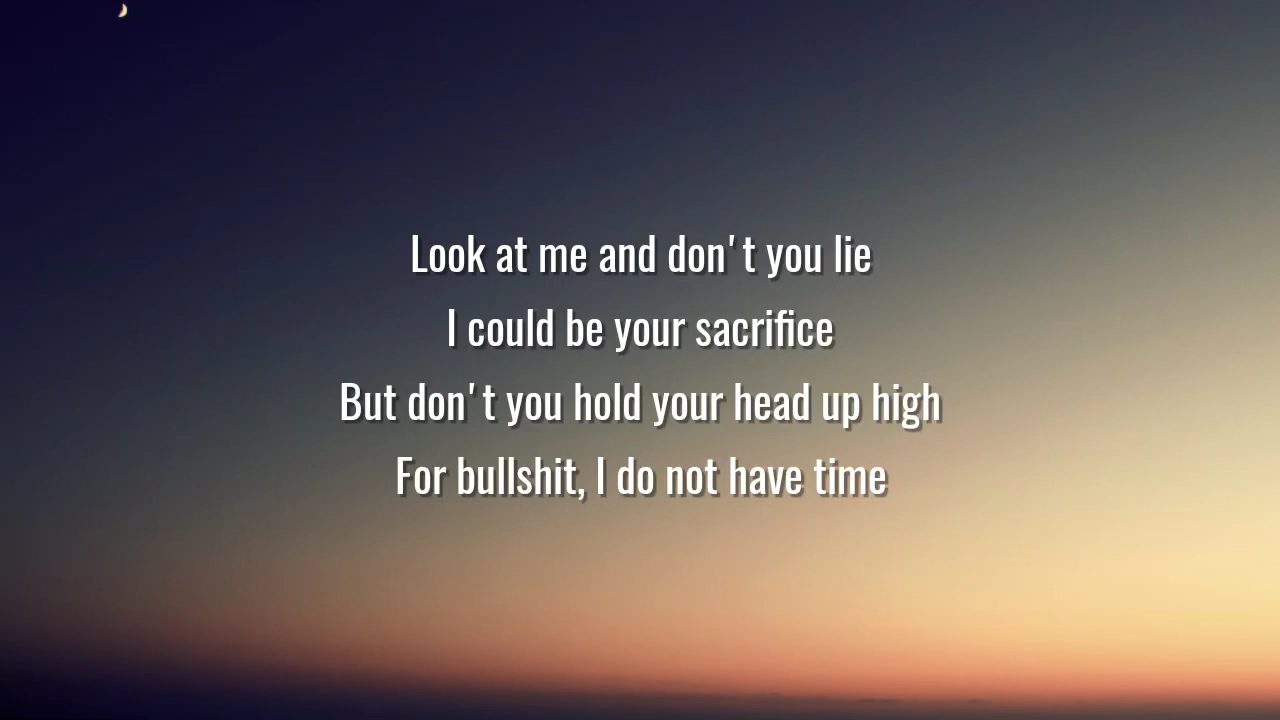 Look at me and don't you lie
I could be your sacrifice
But don't you hold your head up high
For bullshit, I do not have time